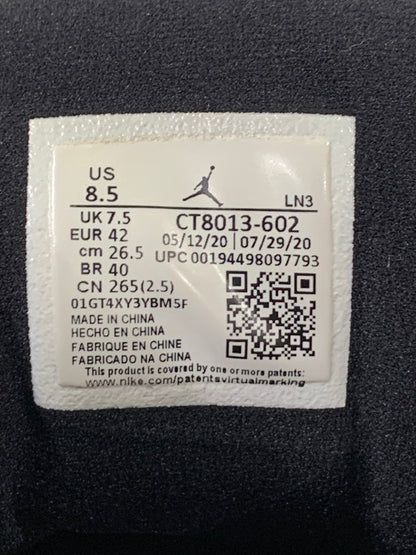 US
8.5
LN3
UK 7.5
EUR 42
cm 26.5
BR 40
CN 265(2.5)
CT8013-602
05/12/20 | 07/29/20
UPC 00194498097793
01GT4XY3YBM5F
MADE IN CHINA
HECHO EN CHINA
FABRIQUE EN CHINE
FABRICADO NA CHINA
This product is covered by one or more patents:
www.nike.com/patentsvirtualmarking